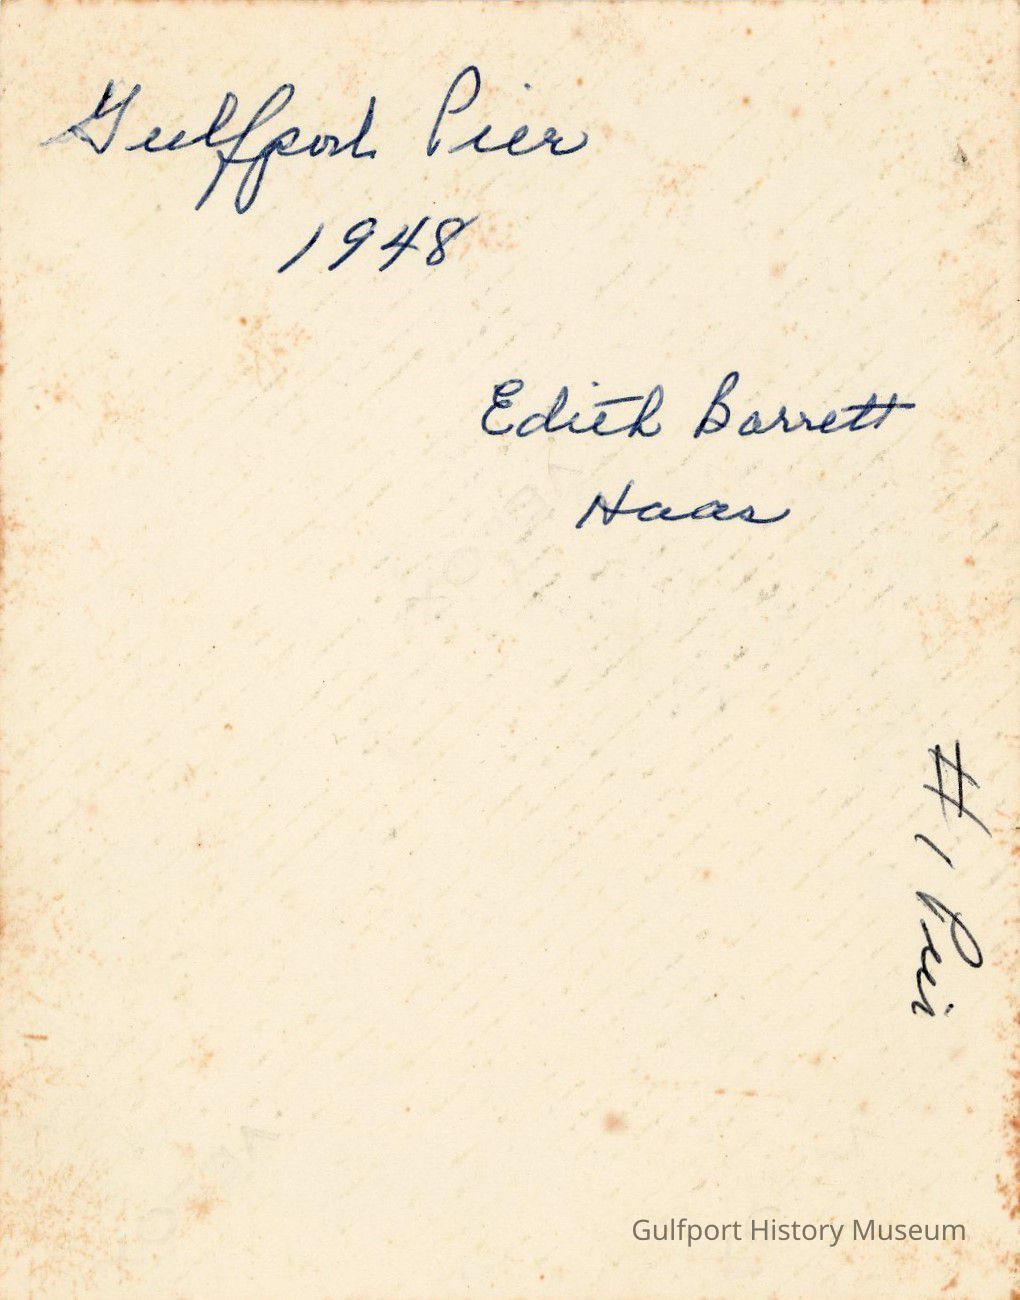 Gulfport Pier
1948
Edith Barrett
Haas
#1 Pier
Gulfport History Museum